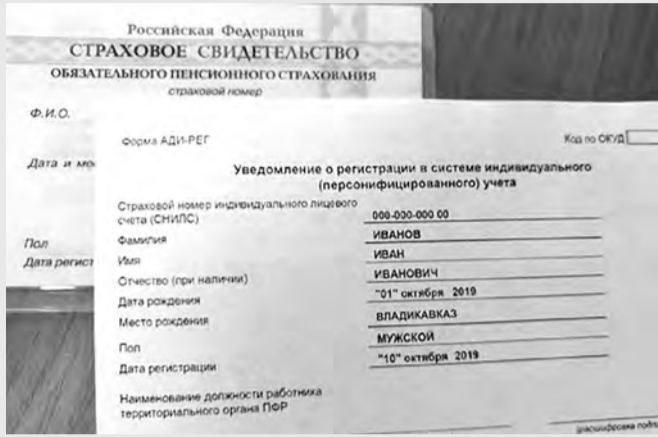 Российская Федерация
СТРАХОВОЕ СВИДЕТЕЛЬСТВО
ОБЯЗАТЕЛЬНОГО ПЕНСИОННОГО СТРАХОВАНИЯ
страховой номер
Ф.И.О.
Дата и
Пол
Дата регист
Форма АДИ-РЕГ
Код по ОКУД
Уведомление о регистрации в системе индивидуального
(персонифицированного) учета
Страховой номер индивидуального лицевого
счета (СНИЛС) 000-000-000 00
Фамилия ИВАНОВ
Имя ИВАН
Отчество (при наличии) ИВАНОВИЧ
Дата рождения "01" октября 2019
Место рождения ВЛАДИКАВКАЗ
Пол МУЖСКОЙ
Дата регистрации "10" октября 2019
Наименование должности работника
территориального органа ПФР
(расшифровка